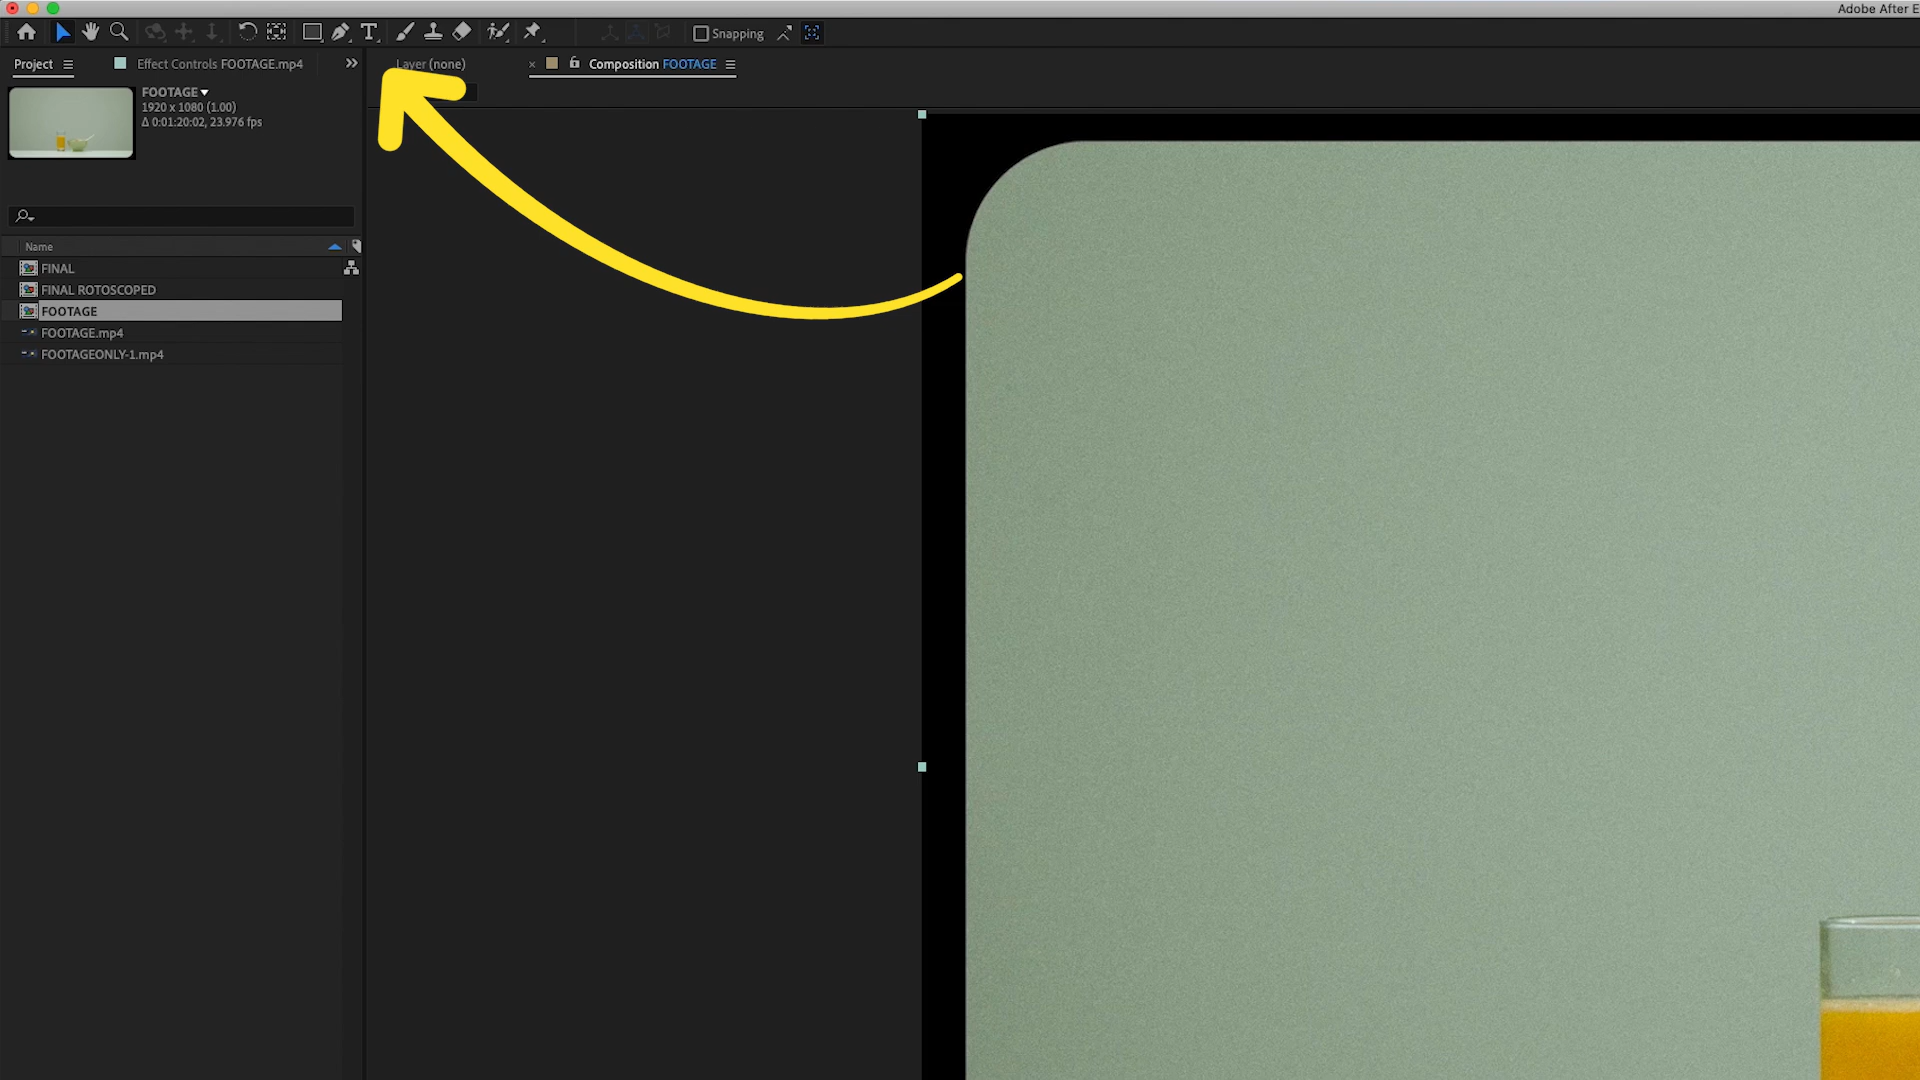 Adobe After E
Snapping
Project
Effect Controls FOOTAGE.mp4
Layer (none)
Composition FOOTAGE
FOOTAGE
1920 x 1080 (1.00)
Δ 0:01:20:02, 23.976 fps
Name
FINAL
FINAL ROTOSCOPED
FOOTAGE
FOOTAGE.mp4
FOOTAGEONLY-1.mp4